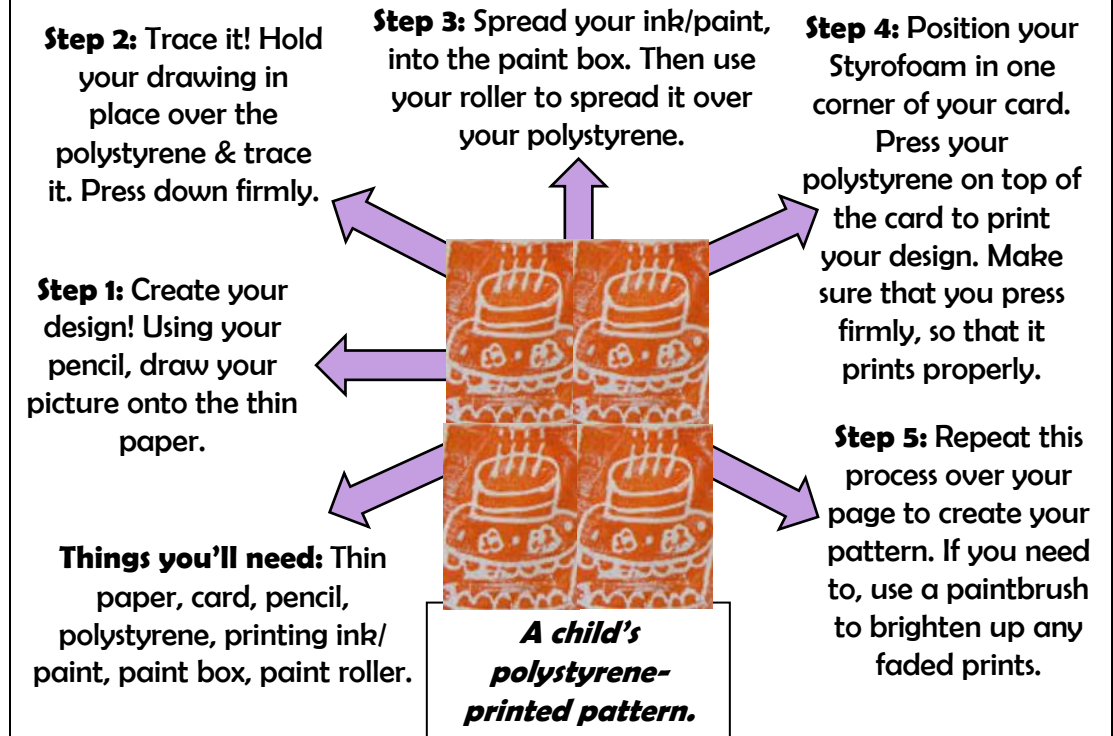 Step 2: Trace it! Hold
your drawing in
place over the
polystyrene & trace
it. Press down firmly.
Step 3: Spread your ink/paint,
into the paint box. Then use
your roller to spread it over
your polystyrene.
Step 4: Position your
Styrofoam in one
corner of your card.
Press your
polystyrene on top of
the card to print
your design. Make
sure that you press
firmly, so that it
prints properly.
Step 1: Create your
design! Using your
pencil, draw your
picture onto the thin
paper.
Step 5: Repeat this
process over your
page to create your
pattern. If you need
to, use a paintbrush
to brighten up any
faded prints.
Things you'll need: Thin
paper, card, pencil,
polystyrene, printing ink/
paint, paint box, paint roller.
A child's
polystyrene-
printed pattern.